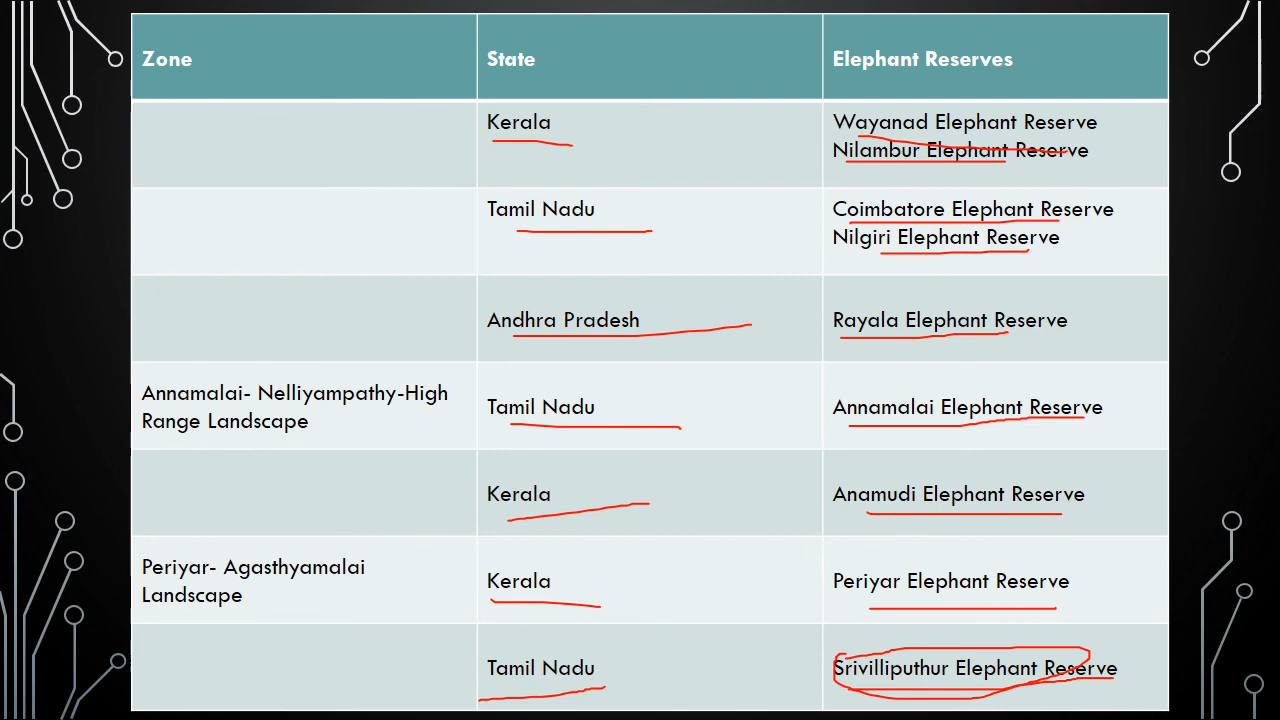 Zone State Elephant Reserves
Kerala Wayanad Elephant Reserve
Nilambur Elephant Reserve
Tamil Nadu Coimbatore Elephant Reserve
Nilgiri Elephant Reserve
Andhra Pradesh Rayala Elephant Reserve
Annamalai- Nelliyampathy-High
Range Landscape
Tamil Nadu Annamalai Elephant Reserve
Kerala Anamudi Elephant Reserve
Periyar- Agasthyamalai
Landscape
Kerala Periyar Elephant Reserve
Tamil Nadu Srivilliputhur Elephant Reserve